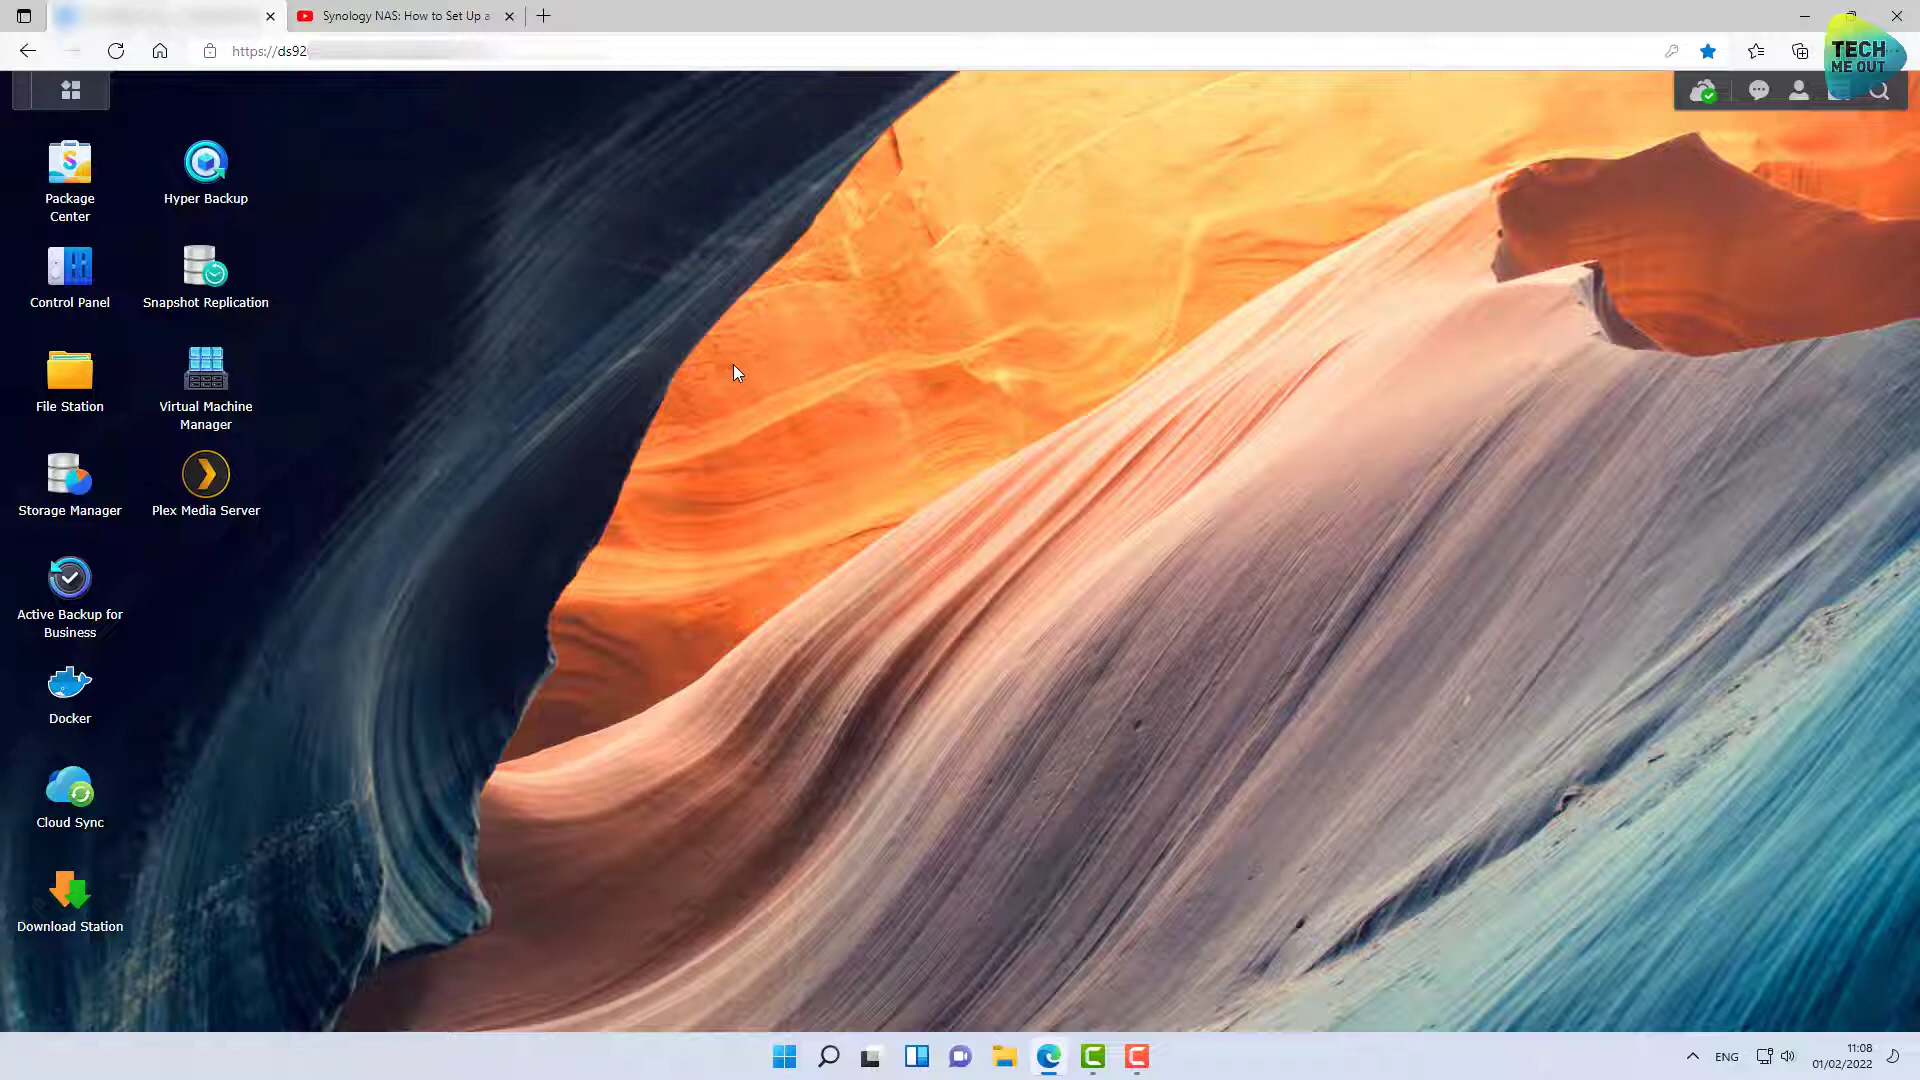 Synology NAS: How to Set Up a
https://ds92
TECH
ME OUT
Package
Center
Hyper Backup
Control Panel
Snapshot Replication
File Station
Virtual Machine
Manager
Storage Manager
Plex Media Server
Active Backup for
Business
Docker
Cloud Sync
Download Station
ENG
11:08
01/02/2022